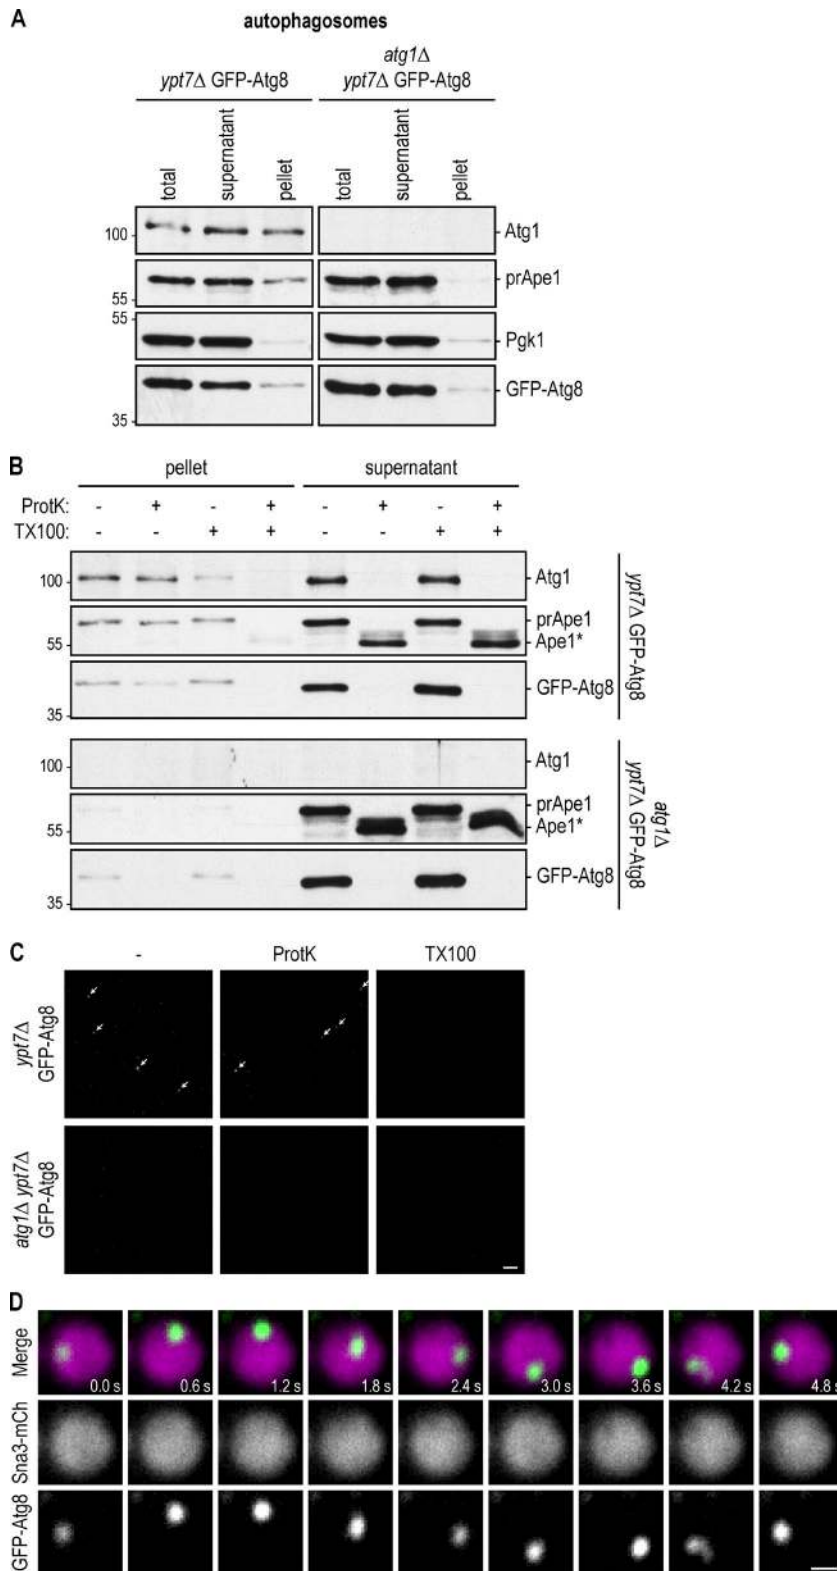 A
autophagosomes
ypt7Δ GFP-Atg8
atg1Δ
ypt7Δ GFP-Atg8
total
supernatant
pellet
total
supernatant
pellet
100
Atg1
prApe1
55
55
Pgk1
GFP-Atg8
35
B
pellet
supernatant
ProtK: - + - + - + - +
TX100: - - + + - - + +
100
Atg1
prApe1
55
Ape1*
GFP-Atg8
35
ypt7Δ GFP-Atg8
100
Atg1
prApe1
55
Ape1*
GFP-Atg8
35
atg1Δ
ypt7Δ GFP-Atg8
C
- ProtK TX100
ypt7Δ
GFP-Atg8
atg1Δ ypt7Δ
GFP-Atg8
D
Merge
0.0 s 0.6 s 1.2 s 1.8 s 2.4 s 3.0 s 3.6 s 4.2 s 4.8 s
Sna3-mCh
GFP-Atg8